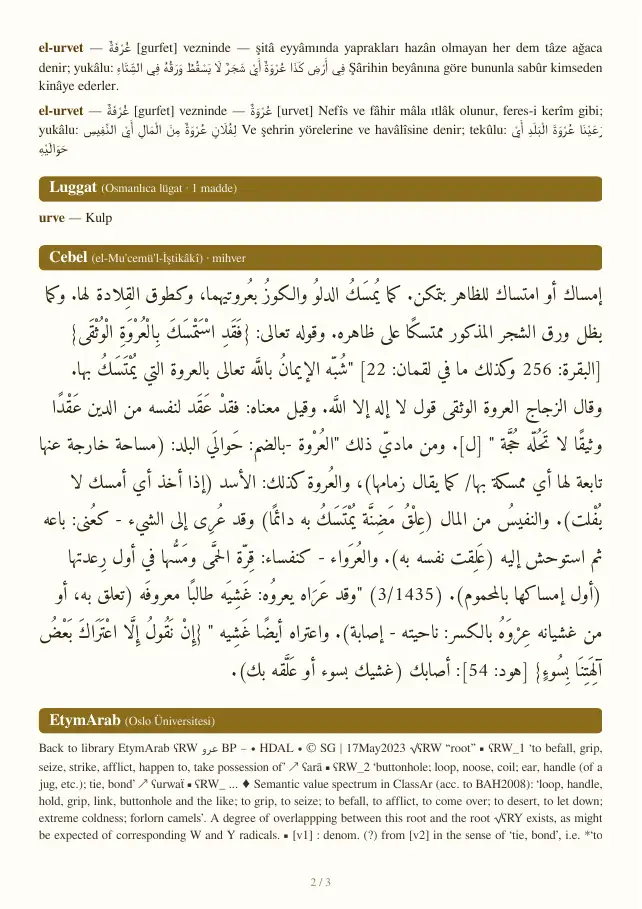 el-urvet — عُرْفَةٌ [gurfet] vezninde — şitâ eyyâmında yaprakları hazân olmayan her dem tâze ağaca
denir; yukâlu: فِي أَرْضِ كَذَا عُرْوَةٌ أَيْ شَجَرٌ لَا يَسْقُطُ وَرَقُهُ فِي الشِّتَاءِ Şârihin beyânına göre bununla sabûr kimseden
kinâye ederler.
el-urvet — غُرْفَةٌ [gurfet] vezninde — عُرْوَةٌ [urvet] Nefîs ve fâhir mâla ıtlâk olunur, feres-i kerîm gibi;
yukâlu: لِفُلَانٍ عُرْوَةٌ مِنَ الْمَالِ أَيِ النَّفِيسِ Ve şehrin yörelerine ve havâlîsine denir; tekûlu: رَعَيْنَا عُرْوَةَ الْبَلَدِ أَيْ
حَوَالَيْهِ
Luggat (Osmanlıca lügat · 1 madde)
urve — Kulp
Cebel (el-Mu'cemü'l-İştikâkî) · mihver
إمساك أو امتساك للظاهر بتمكن. كما يُمسَكُ الدلوُ والكوزُ بعُروتيهما، وكطوق القِلادة لها. وكما
يظل ورق الشجر المذكور ممتسكًا على ظاهره. وقوله تعالى: {فَقَدِ اسْتَمْسَكَ بِالْعُرْوَةِ الْوُثْقَى}
[البقرة: 256 وكذلك ما في لقمان: 22] "شُبّه الإيمانُ باللَّه تعالى بالعروة التي يُمْتَسَكُ بها.
وقال الزجاج العروة الوثقى قول لا إله إلا اللَّه. وقيل معناه: فقدْ عَقَد لنفسه من الدين عَقْدًا
وثيقًا لا تَحُلّه حُجَّة " [ل]. ومن ماديّ ذلك "العُرْوة -بالضم: حَوالَي البلد: (مساحة خارجة عنها
تابعة لها أي ممسكة بها/ كما يقال زمامها)، والعُروة كذلك: الأسد (إذا أخذ أي أمسك لا
يُفْلت). والنفيسُ من المال (عِلْقُ مَضِنَّة يُمْتَسَكُ به دائمًا) وقد عُرِى إلى الشيء - كعُنى: باعه
ثم استوحش إليه (عَلِقت نفسه به). والعُرَواء - كنفساء: قِرّة الحمَّى ومَسُّها في أول رِعدتها
(أول إمساكها بالمحموم). (3/1435) "وقد عَرَاه يعروُه: غَشِيَه طالبًا معروفَه (تعلق به، أو
من غشيانه عِرْوَهُ بالكسر: ناحيته - إصابة). واعتراه أيضًا غَشِيه " {إِنْ نَقُولُ إِلَّا اعْتَرَاكَ بَعْضُ
آلِهَتِنَا بِسُوءٍ} [هود: 54]: أصابك (غشيك بسوء أو عَلَّقه بك).
EtymArab (Oslo Üniversitesi)
Back to library EtymArab ʕRW عرو BP – • HDAL • © SG | 17May2023 √ʕRW “root” ▪ ʕRW_1 ‘to befall, grip,
seize, strike, afflict, happen to, take possession of’ ↗ ʕarā ▪ ʕRW_2 ‘buttonhole; loop, noose, coil; ear, handle (of a
jug, etc.); tie, bond’ ↗ ʕurwaẗ ▪ ʕRW_ ... ♦ Semantic value spectrum in ClassAr (acc. to BAH2008): ‘loop, handle,
hold, grip, link, buttonhole and the like; to grip, to seize; to befall, to afflict, to come over; to desert, to let down;
extreme coldness; forlorn camels’. A degree of overlappping between this root and the root √ʕRY exists, as might
be expected of corresponding W and Y radicals. ▪ [v1] : denom. (?) from [v2] in the sense of ‘tie, bond’, i.e. *‘to
2 / 3